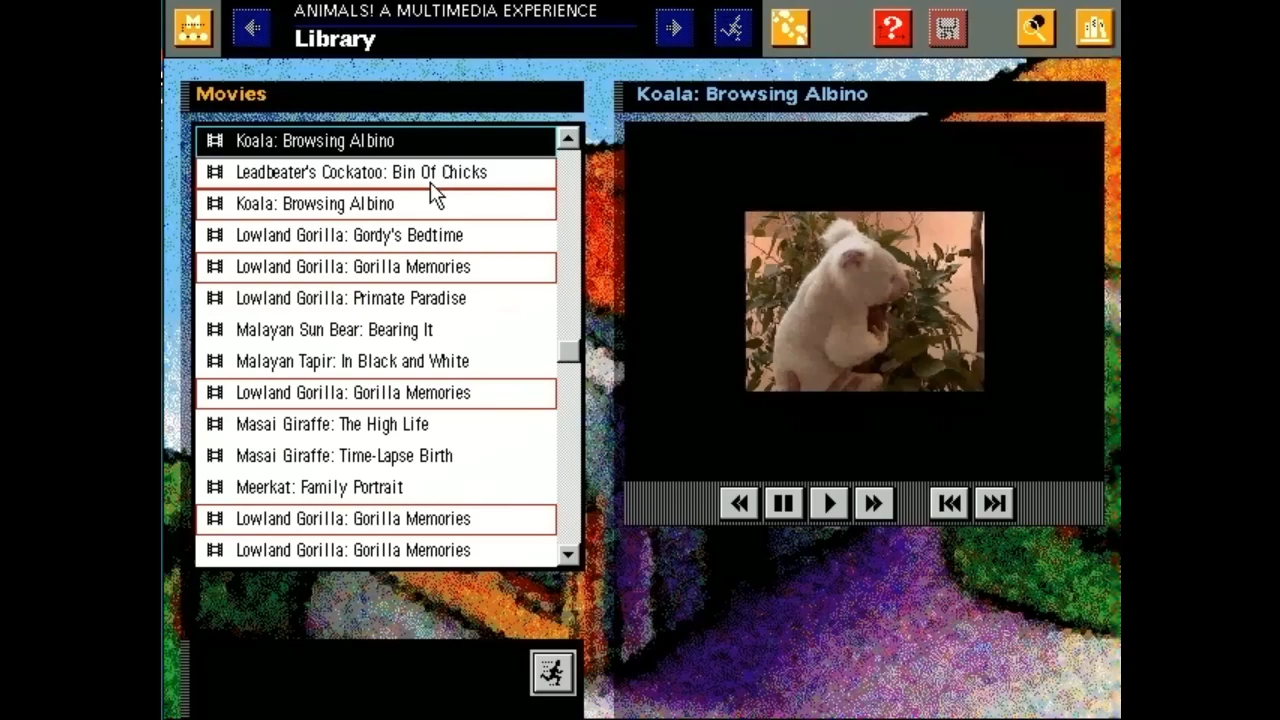 ANIMALS! A MULTIMEDIA EXPERIENCE
Library
?
Movies
Koala: Browsing Albino
Leadbeater's Cockatoo: Bin Of Chicks
Koala: Browsing Albino
Lowland Gorilla: Gordy's Bedtime
Lowland Gorilla: Gorilla Memories
Lowland Gorilla: Primate Paradise
Malayan Sun Bear: Bearing It
Malayan Tapir: In Black and White
Lowland Gorilla: Gorilla Memories
Masai Giraffe: The High Life
Masai Giraffe: Time-Lapse Birth
Meerkat: Family Portrait
Lowland Gorilla: Gorilla Memories
Lowland Gorilla: Gorilla Memories
Koala: Browsing Albino